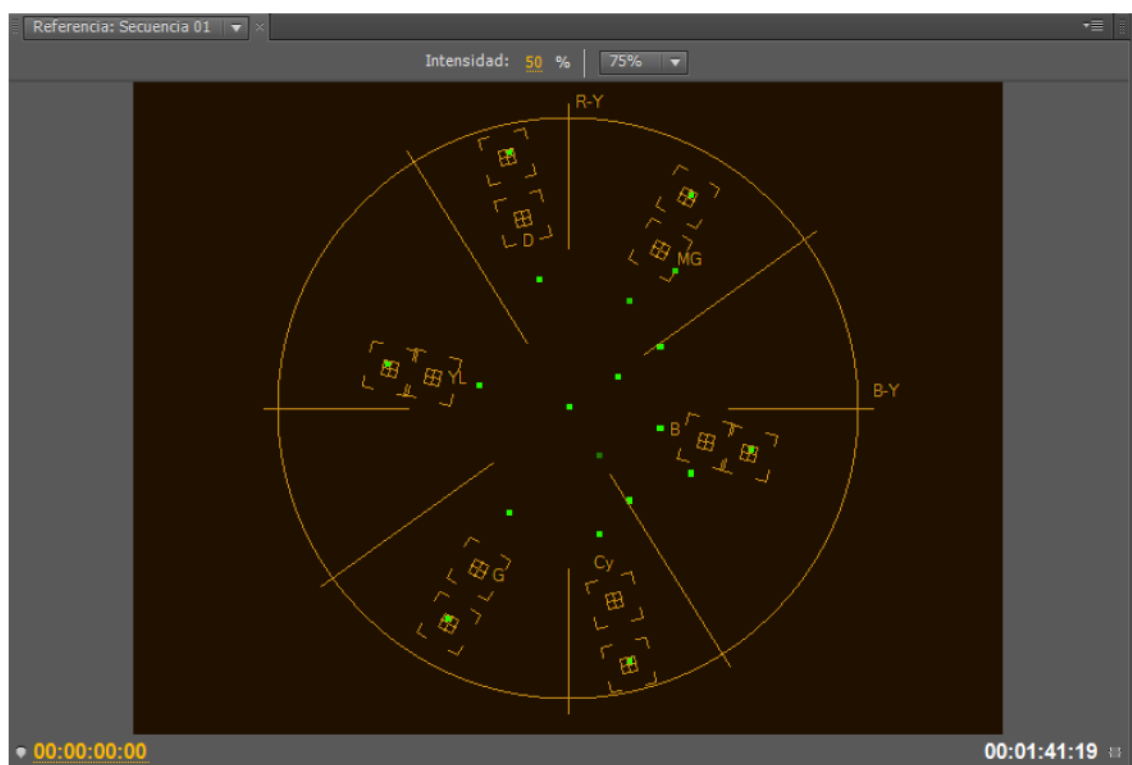 Referencia: Secuencia 01
Intensidad: 50 % 75%
R-Y
D
MG
YL
B-Y
B
G
Cy
00:00:00:00 00:01:41:19